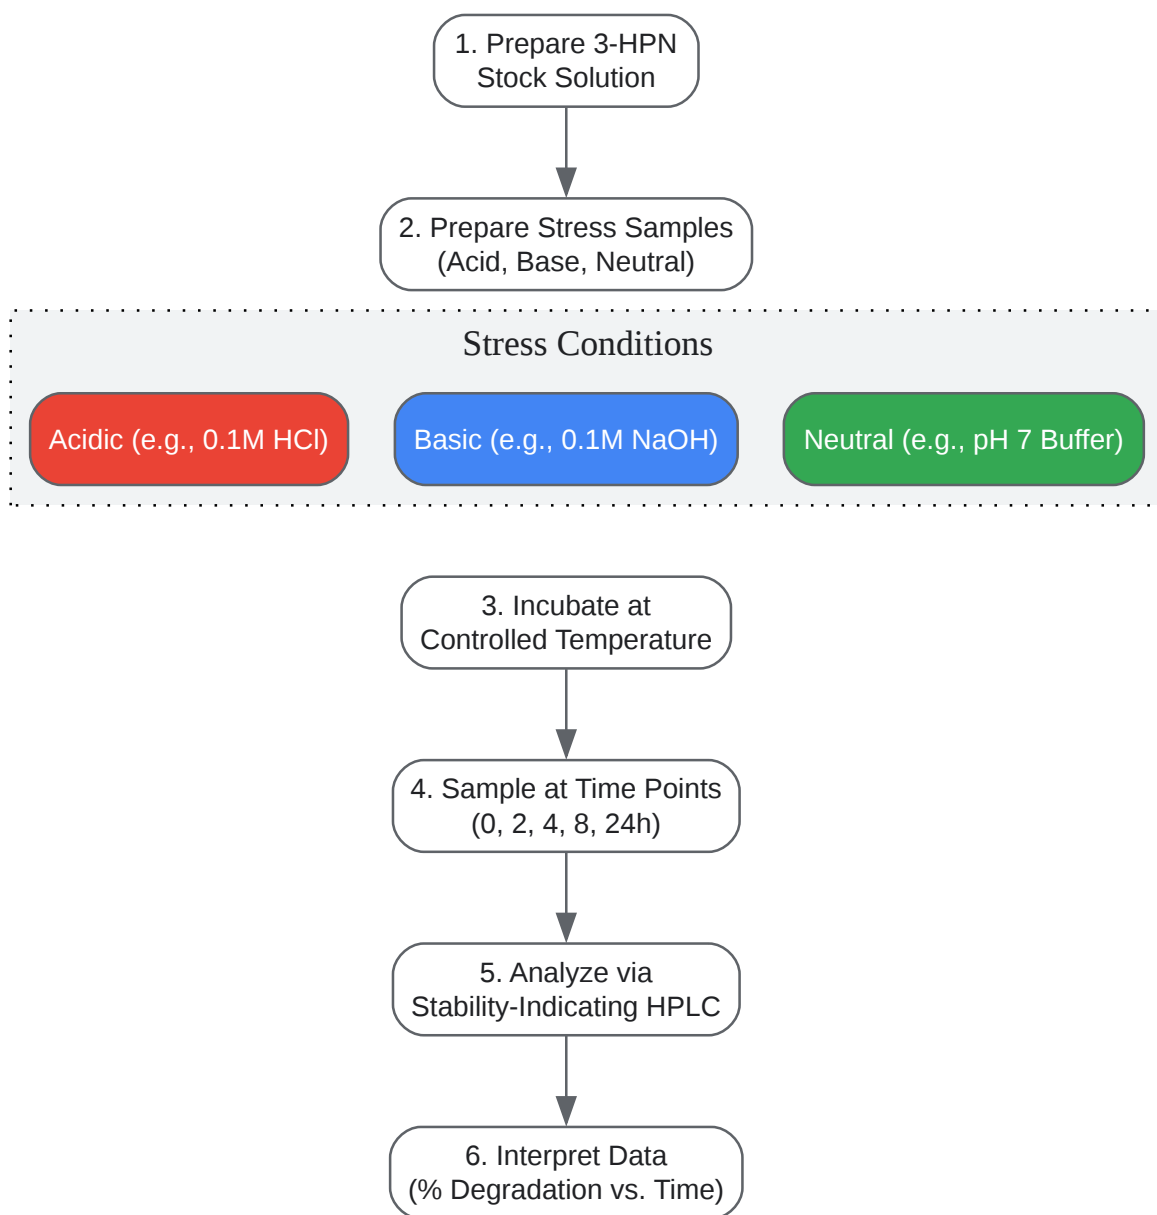 1. Prepare 3-HPN
Stock Solution
2. Prepare Stress Samples
(Acid, Base, Neutral)
Stress Conditions
Acidic (e.g., 0.1M HCl)
Basic (e.g., 0.1M NaOH)
Neutral (e.g., pH 7 Buffer)
3. Incubate at
Controlled Temperature
4. Sample at Time Points
(0, 2, 4, 8, 24h)
5. Analyze via
Stability-Indicating HPLC
6. Interpret Data
(% Degradation vs. Time)